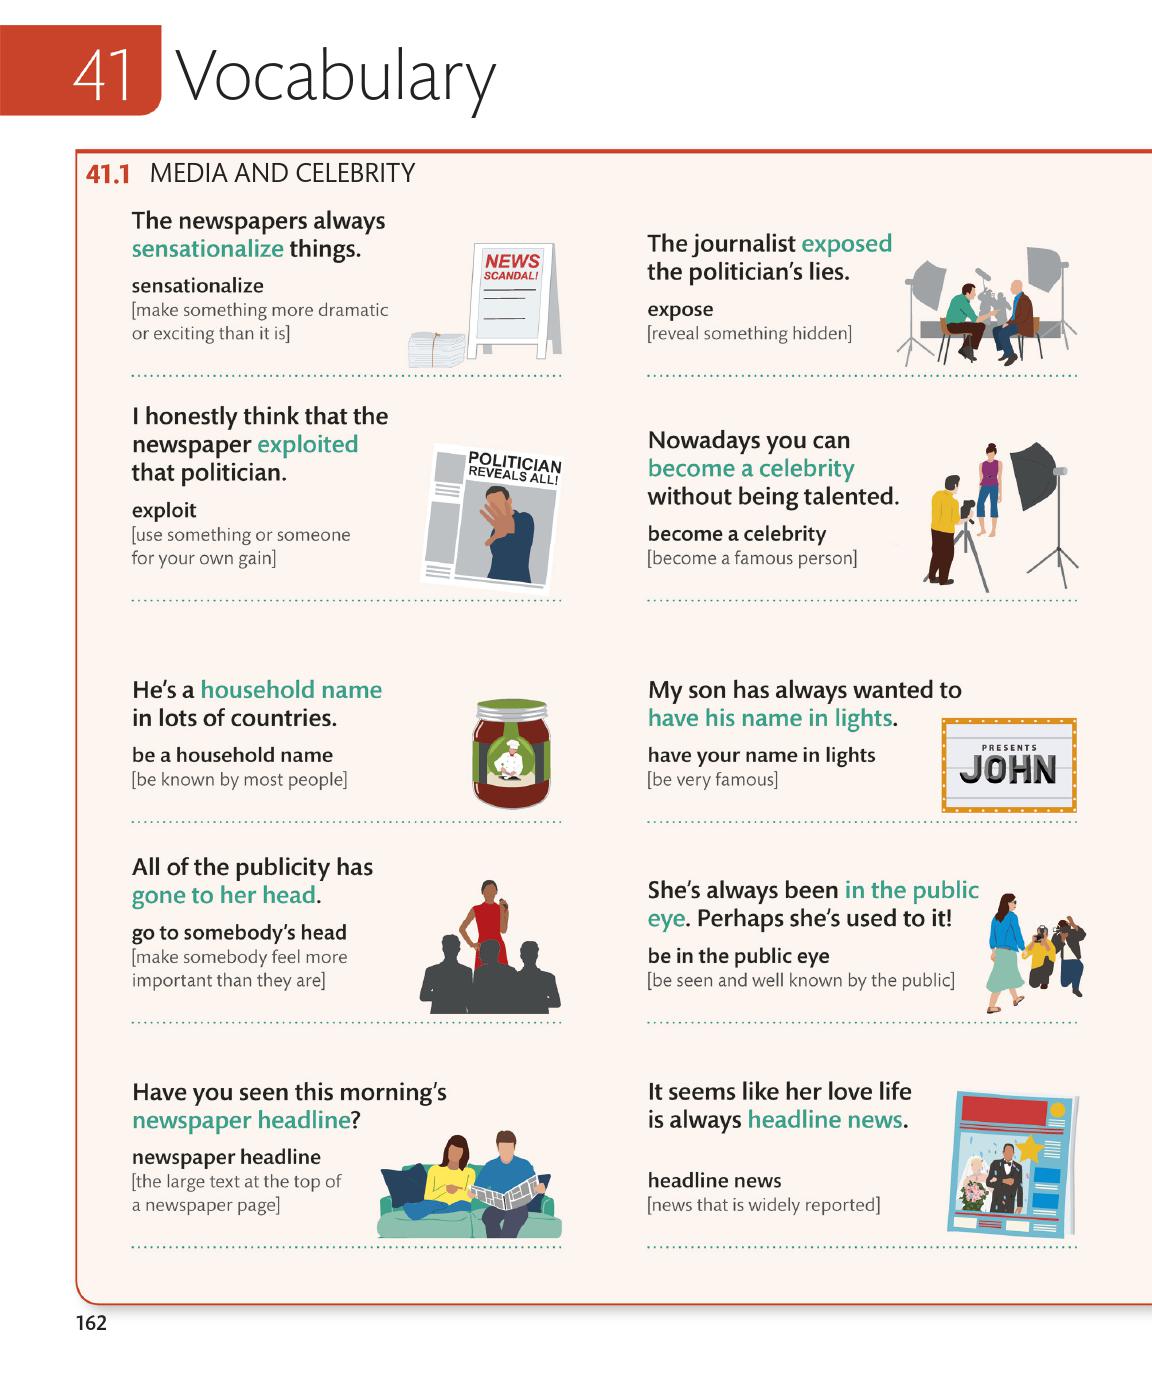 41 Vocabulary
41.1 MEDIA AND CELEBRITY
The newspapers always
sensationalize things.
sensationalize
[make something more dramatic
or exciting than it is]
NEWS
SCANDAL!
The journalist exposed
the politician's lies.
expose
[reveal something hidden]
I honestly think that the
newspaper exploited
that politician.
exploit
[use something or someone
for your own gain]
POLITICIAN
REVEALS ALL!
Nowadays you can
become a celebrity
without being talented.
become a celebrity
[become a famous person]
He's a household name
in lots of countries.
be a household name
[be known by most people]
My son has always wanted to
have his name in lights.
have your name in lights
[be very famous]
PRESENTS
JOHN
All of the publicity has
gone to her head.
go to somebody's head
[make somebody feel more
important than they are]
She's always been in the public
eye. Perhaps she's used to it!
be in the public eye
[be seen and well known by the public]
Have you seen this morning's
newspaper headline?
newspaper headline
[the large text at the top of
a newspaper page]
It seems like her love life
is always headline news.
headline news
[news that is widely reported]
162